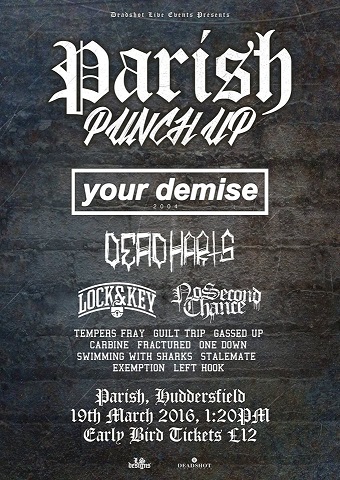 Deadshot Live Events Presents
Parish
PUNCH UP
your demise
2004
DEAD HARTS
LOCK & KEY
No Second
Chance
TEMPERS FRAY GUILT TRIP GASSED UP
CARBINE FRACTURED ONE DOWN
SWIMMING WITH SHARKS STALEMATE
EXEMPTION LEFT HOOK
Parish, Huddersfield
19th March 2016, 1:20PM
Early Bird Tickets £12
designs
DEADSHOT